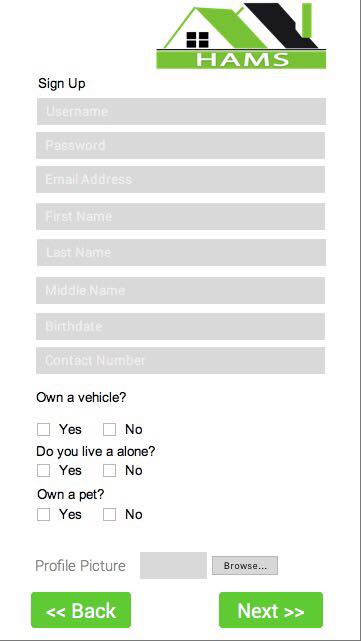 HAMS
Sign Up
Username
Password
Email Address
First Name
Last Name
Middle Name
Birthdate
Contact Number
Own a vehicle?
Yes No
Do you live a alone?
Yes No
Own a pet?
Yes No
Profile Picture Browse...
<< Back Next >>